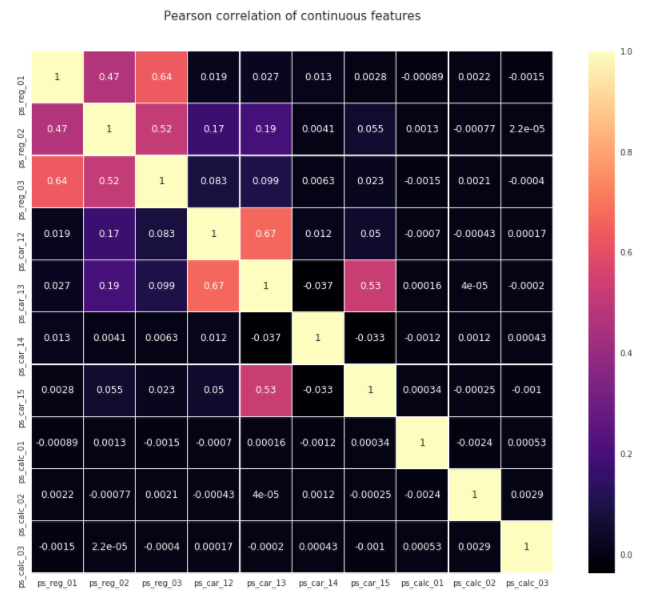 Pearson correlation of continuous features
ps_reg_01 1 0.47 0.64 0.019 0.027 0.013 0.0028 -0.00089 0.0022 -0.0015
ps_reg_02 0.47 1 0.52 0.17 0.19 0.0041 0.055 0.0013 -0.00077 2.2e-05
ps_reg_03 0.64 0.52 1 0.083 0.099 0.0063 0.023 -0.0015 0.0021 -0.0004
ps_car_12 0.019 0.17 0.083 1 0.67 0.012 0.05 -0.0007 -0.00043 0.00017
ps_car_13 0.027 0.19 0.099 0.67 1 -0.037 0.53 0.00016 4e-05 -0.0002
ps_car_14 0.013 0.0041 0.0063 0.012 -0.037 1 -0.033 -0.0012 0.0012 0.00043
ps_car_15 0.0028 0.055 0.023 0.05 0.53 -0.033 1 0.00034 -0.00025 -0.001
ps_calc_01 -0.00089 0.0013 -0.0015 -0.0007 0.00016 -0.0012 0.00034 1 -0.0024 0.00053
ps_calc_02 0.0022 -0.00077 0.0021 -0.00043 4e-05 0.0012 -0.00025 -0.0024 1 0.0029
ps_calc_03 -0.0015 2.2e-05 -0.0004 0.00017 -0.0002 0.00043 -0.001 0.00053 0.0029 1
ps_reg_01 ps_reg_02 ps_reg_03 ps_car_12 ps_car_13 ps_car_14 ps_car_15 ps_calc_01 ps_calc_02 ps_calc_03
1.0
0.8
0.6
0.4
0.2
0.0